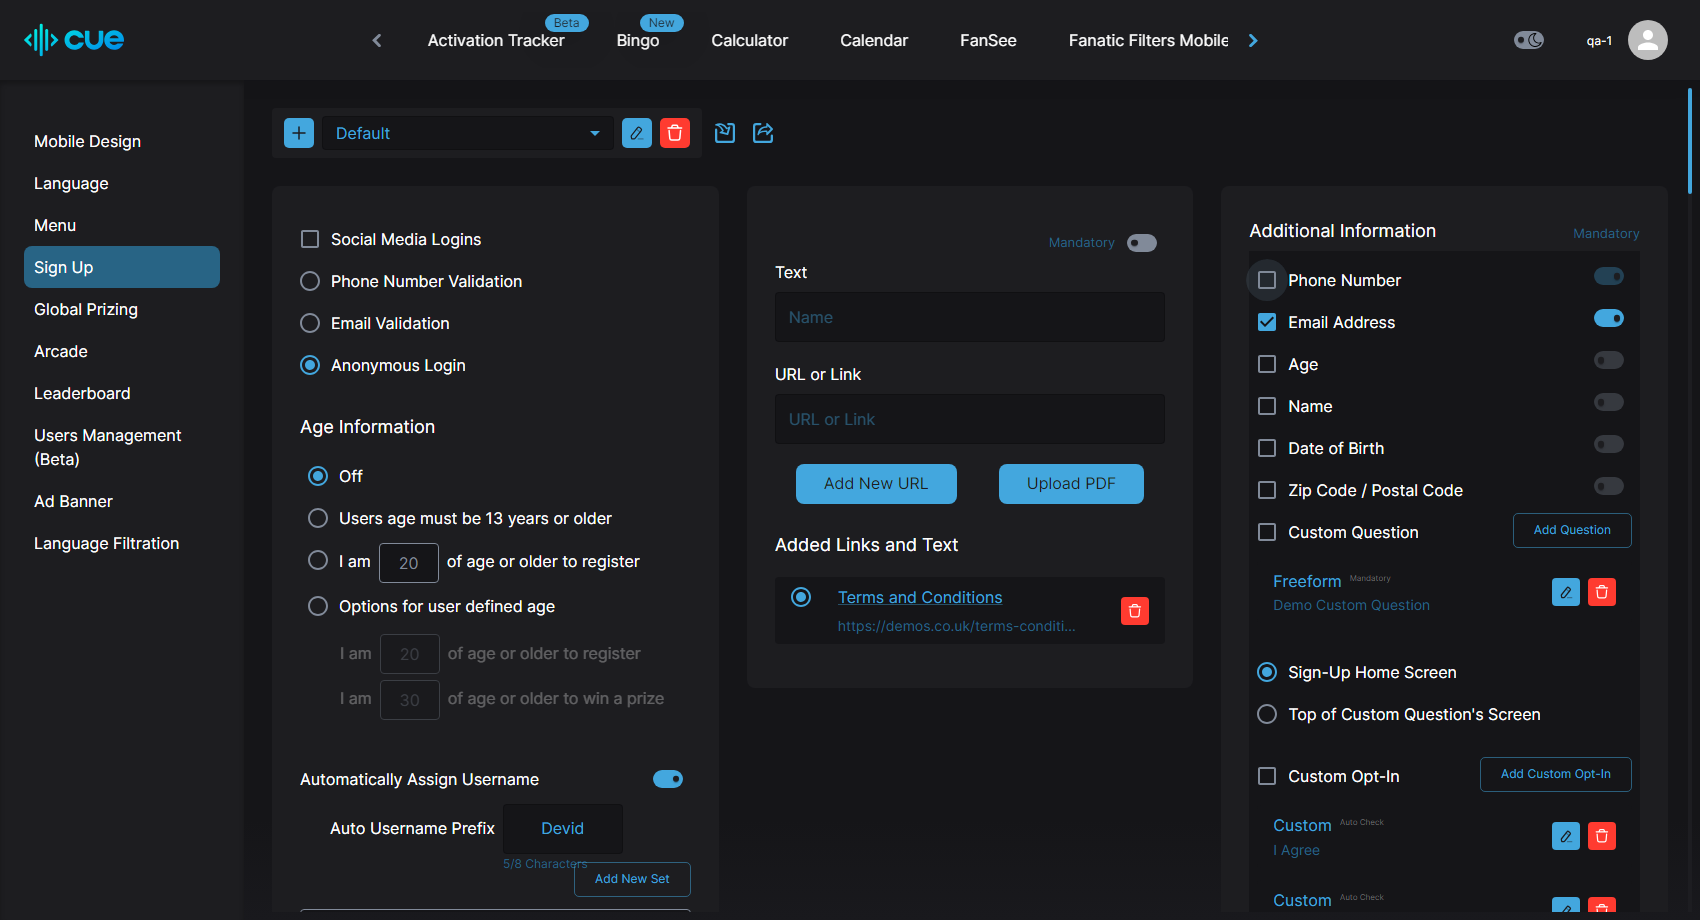 cue
Activation Tracker
Beta
Bingo
New
Calculator
Calendar
FanSee
Fanatic Filters Mobile
qa-1
Mobile Design
Language
Menu
Sign Up
Global Prizing
Arcade
Leaderboard
Users Management
(Beta)
Ad Banner
Language Filtration
Default
Social Media Logins
Phone Number Validation
Email Validation
Anonymous Login
Age Information
Off
Users age must be 13 years or older
I am 20 of age or older to register
Options for user defined age
I am 20 of age or older to register
I am 30 of age or older to win a prize
Automatically Assign Username
Auto Username Prefix Devid
5/8 Characters
Add New Set
Mandatory
Text
Name
URL or Link
URL or Link
Add New URL
Upload PDF
Added Links and Text
Terms and Conditions
https://demos.co.uk/terms-conditi...
Additional Information
Mandatory
Phone Number
Email Address
Age
Name
Date of Birth
Zip Code / Postal Code
Custom Question
Add Question
Freeform Mandatory
Demo Custom Question
Sign-Up Home Screen
Top of Custom Question's Screen
Custom Opt-In
Add Custom Opt-In
Custom Auto Check
I Agree
Custom Auto Check